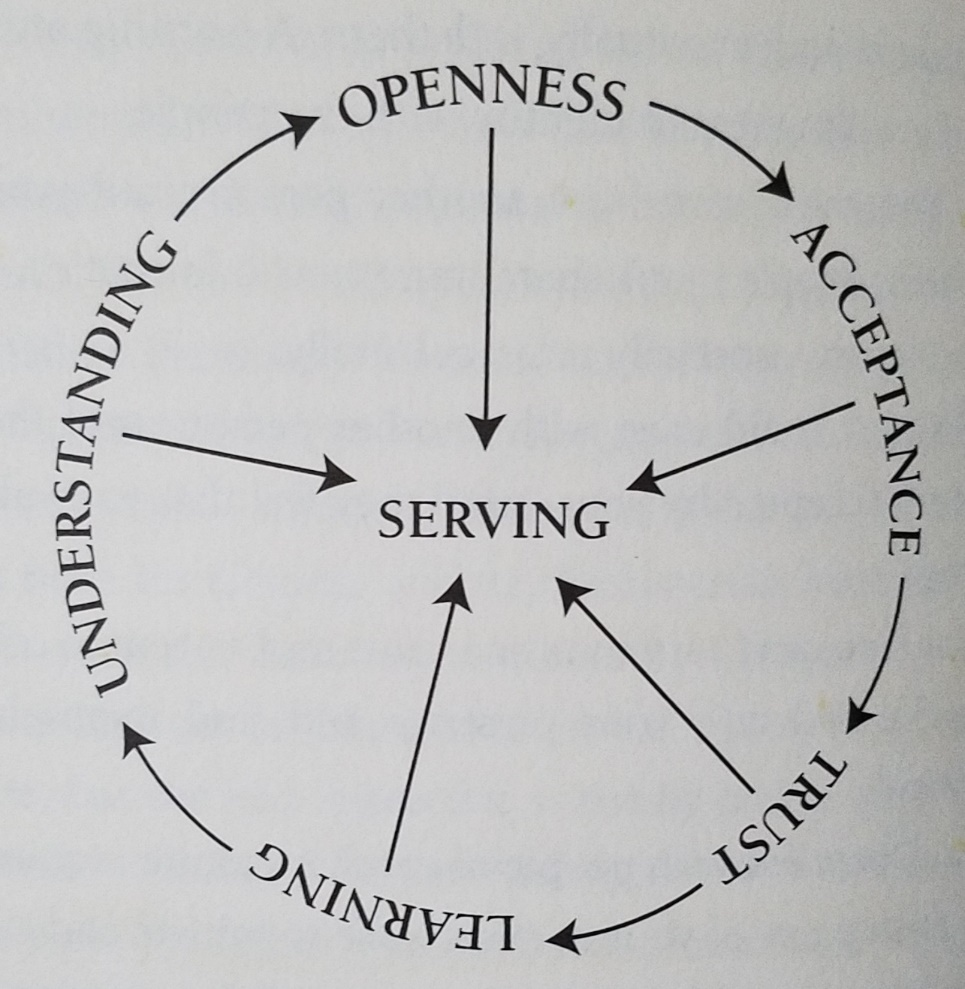 OPENNESS
ACCEPTANCE
TRUST
LEARNING
UNDERSTANDING
SERVING